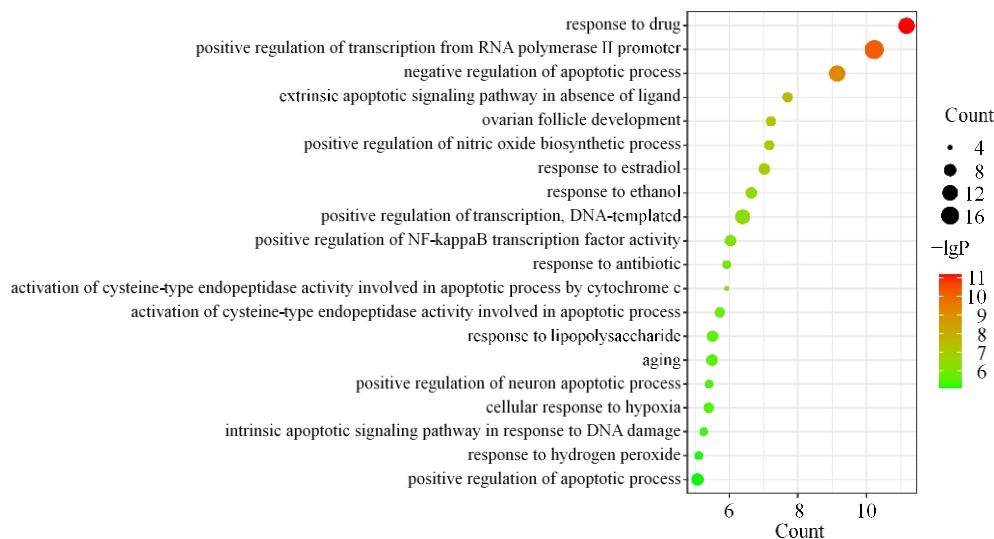 response to drug
positive regulation of transcription from RNA polymerase II promoter
negative regulation of apoptotic process
extrinsic apoptotic signaling pathway in absence of ligand
ovarian follicle development
positive regulation of nitric oxide biosynthetic process
response to estradiol
response to ethanol
positive regulation of transcription, DNA-templated
positive regulation of NF-kappaB transcription factor activity
response to antibiotic
activation of cysteine-type endopeptidase activity involved in apoptotic process by cytochrome c
activation of cysteine-type endopeptidase activity involved in apoptotic process
response to lipopolysaccharide
aging
positive regulation of neuron apoptotic process
cellular response to hypoxia
intrinsic apoptotic signaling pathway in response to DNA damage
response to hydrogen peroxide
positive regulation of apoptotic process
6 8 10
Count
Count
4
8
12
16
−lgP
11
10
9
8
7
6